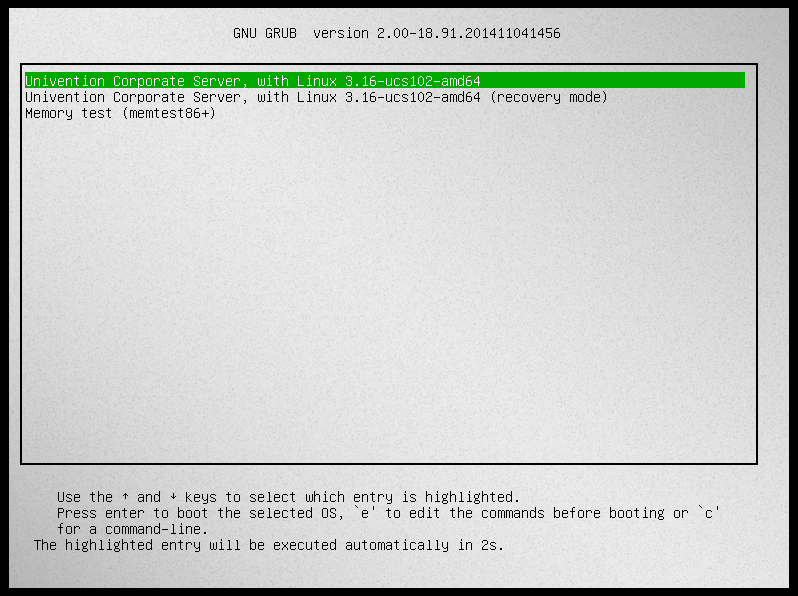 GNU GRUB  version 2.00-18.91.201411041456
Univention Corporate Server, with Linux 3.16-ucs102-amd64
Univention Corporate Server, with Linux 3.16-ucs102-amd64 (recovery mode)
Memory test (memtest86+)
Use the ↑ and ↓ keys to select which entry is highlighted.
Press enter to boot the selected OS, `e' to edit the commands before booting or `c'
for a command-line.
The highlighted entry will be executed automatically in 2s.